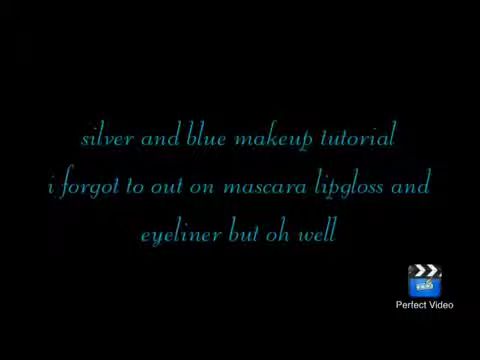 silver and blue makeup tutorial
i forgot to out on mascara lipgloss and
eyeliner but oh well
Perfect Video